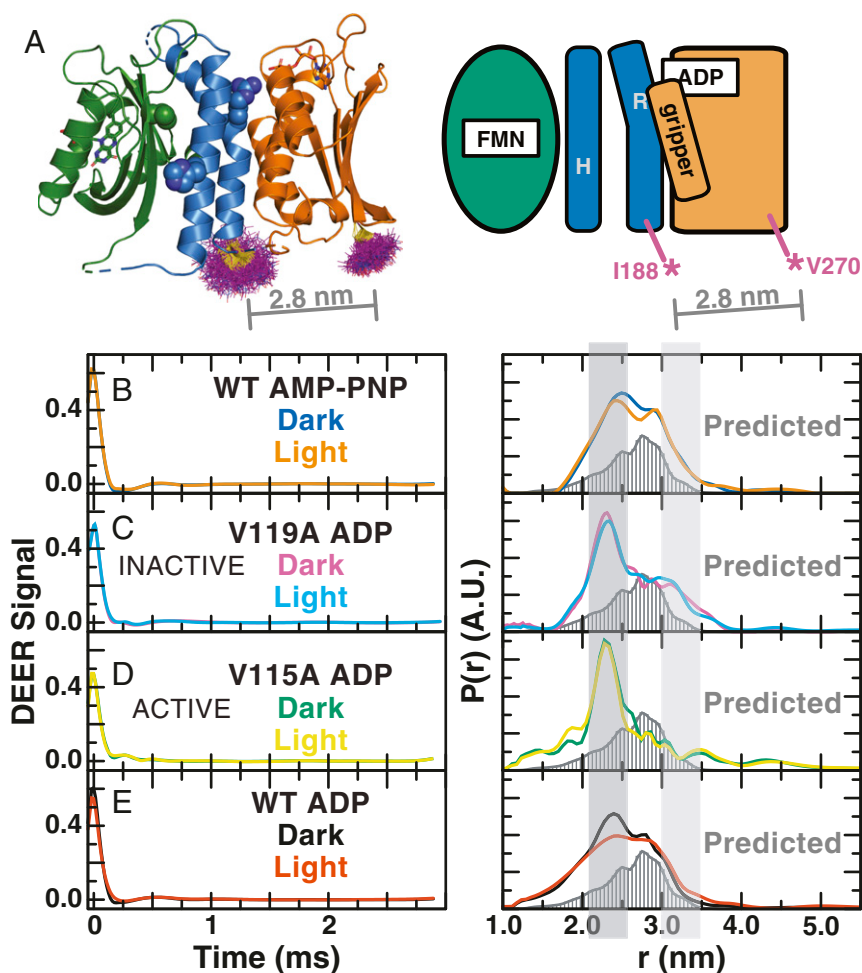 A
FMN
H
R
ADP
gripper
I188 * * V270
2.8 nm
2.8 nm
B
WT AMP-PNP
Dark
Light
Predicted
C
V119A ADP
INACTIVE
Dark
Light
Predicted
D
V115A ADP
ACTIVE
Dark
Light
Predicted
E
WT ADP
Dark
Light
Predicted
DEER Signal
0.4
0.0
0.4
0.0
0.4
0.0
0.4
0.0
0 1 2
Time (ms)
P(r) (A.U.)
1.0 2.0 3.0 4.0 5.0
r (nm)